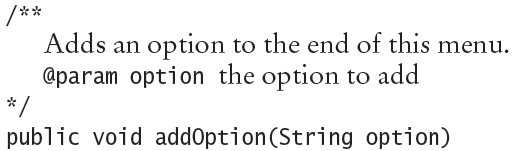 /**
Adds an option to the end of this menu.
@param option the option to add
*/
public void addOption(String option)